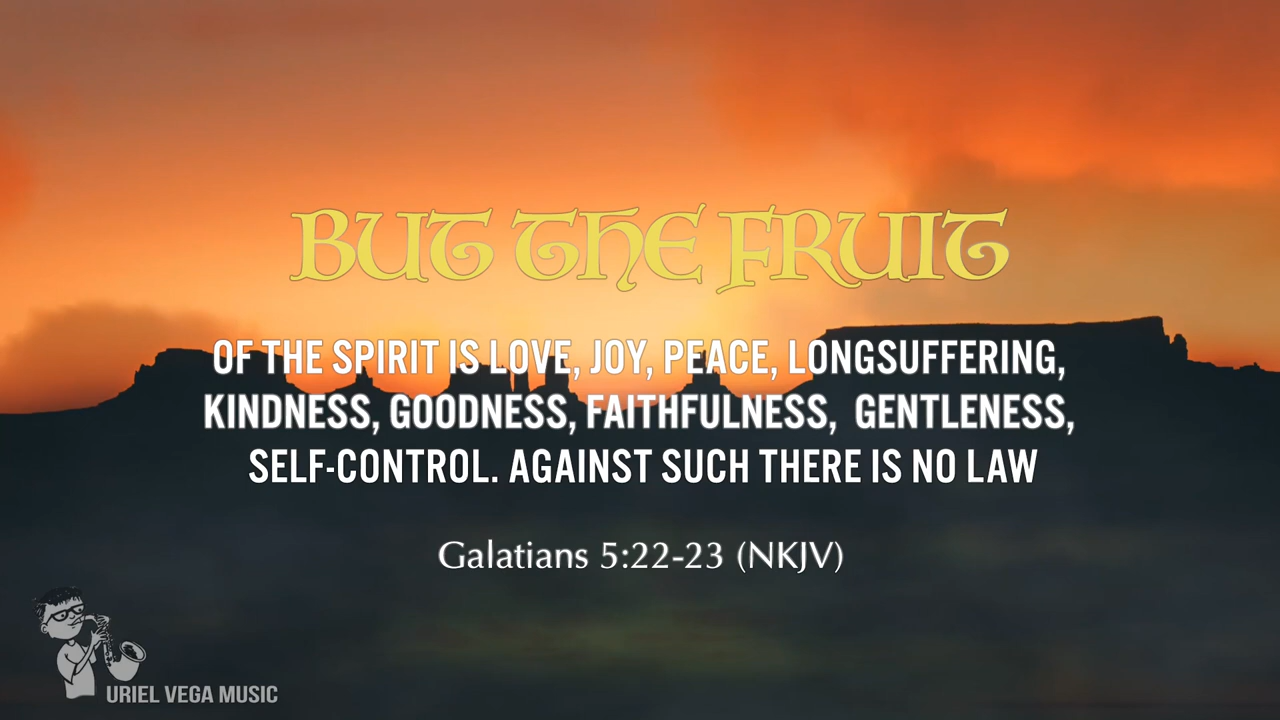 BUT THE FRUIT
OF THE SPIRIT IS LOVE, JOY, PEACE, LONGSUFFERING,
KINDNESS, GOODNESS, FAITHFULNESS,  GENTLENESS,
SELF-CONTROL. AGAINST SUCH THERE IS NO LAW
Galatians 5:22-23 (NKJV)
URIEL VEGA MUSIC